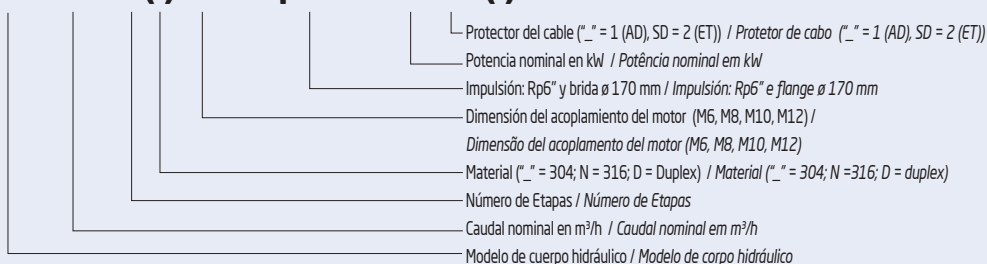 Protector del cable (“_” = 1 (AD), SD = 2 (ET)) / Protetor de cabo (“_” = 1 (AD), SD = 2 (ET))
Potencia nominal en kW / Potência nominal em kW
Impulsión: Rp6” y brida ø 170 mm / Impulsión: Rp6” e flange ø 170 mm
Dimensión del acoplamiento del motor (M6, M8, M10, M12) /
Dimensão del acoplamento del motor (M6, M8, M10, M12)
Material (“_” = 304; N = 316; D = Duplex) / Material (“_” = 304; N =316; D = duplex)
Número de Etapas / Número de Etapas
Caudal nominal en m³/h / Caudal nominal em m³/h
Modelo de cuerpo hidráulico / Modelo de corpo hidráulico